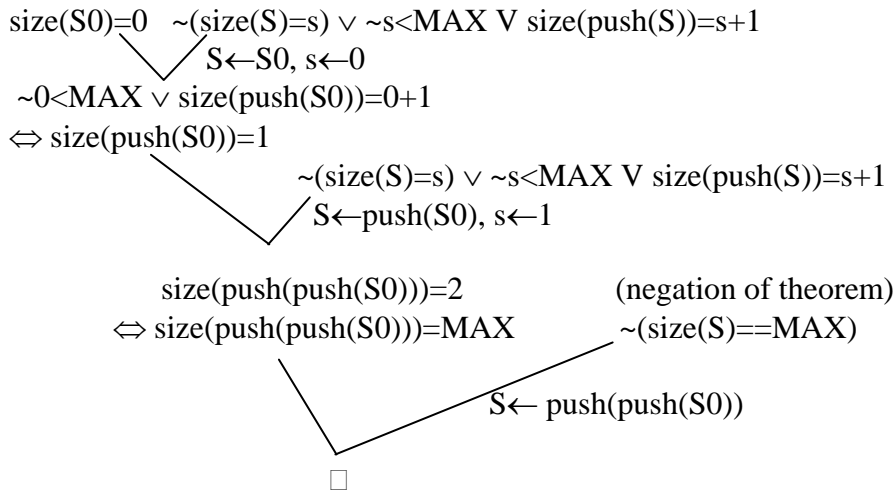 size(S0)=0 ~(size(S)=s) ∨ ~s<MAX V size(push(S))=s+1
S←S0, s←0
~0<MAX ∨ size(push(S0))=0+1
⇔ size(push(S0))=1
~(size(S)=s) ∨ ~s<MAX V size(push(S))=s+1
S←push(S0), s←1
size(push(push(S0)))=2 (negation of theorem)
⇔ size(push(push(S0)))=MAX ~(size(S)==MAX)
S← push(push(S0))
□